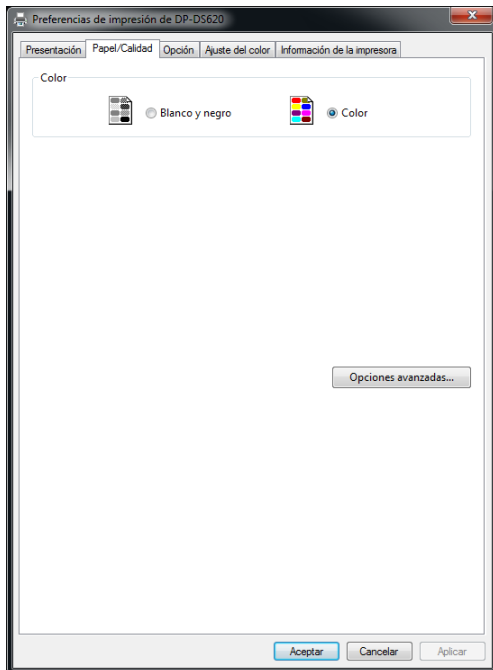 Preferencias de impresión de DP-DS620
Presentación Papel/Calidad Opción Ajuste del color Información de la impresora
Color
Blanco y negro Color
Opciones avanzadas...
Aceptar Cancelar Aplicar